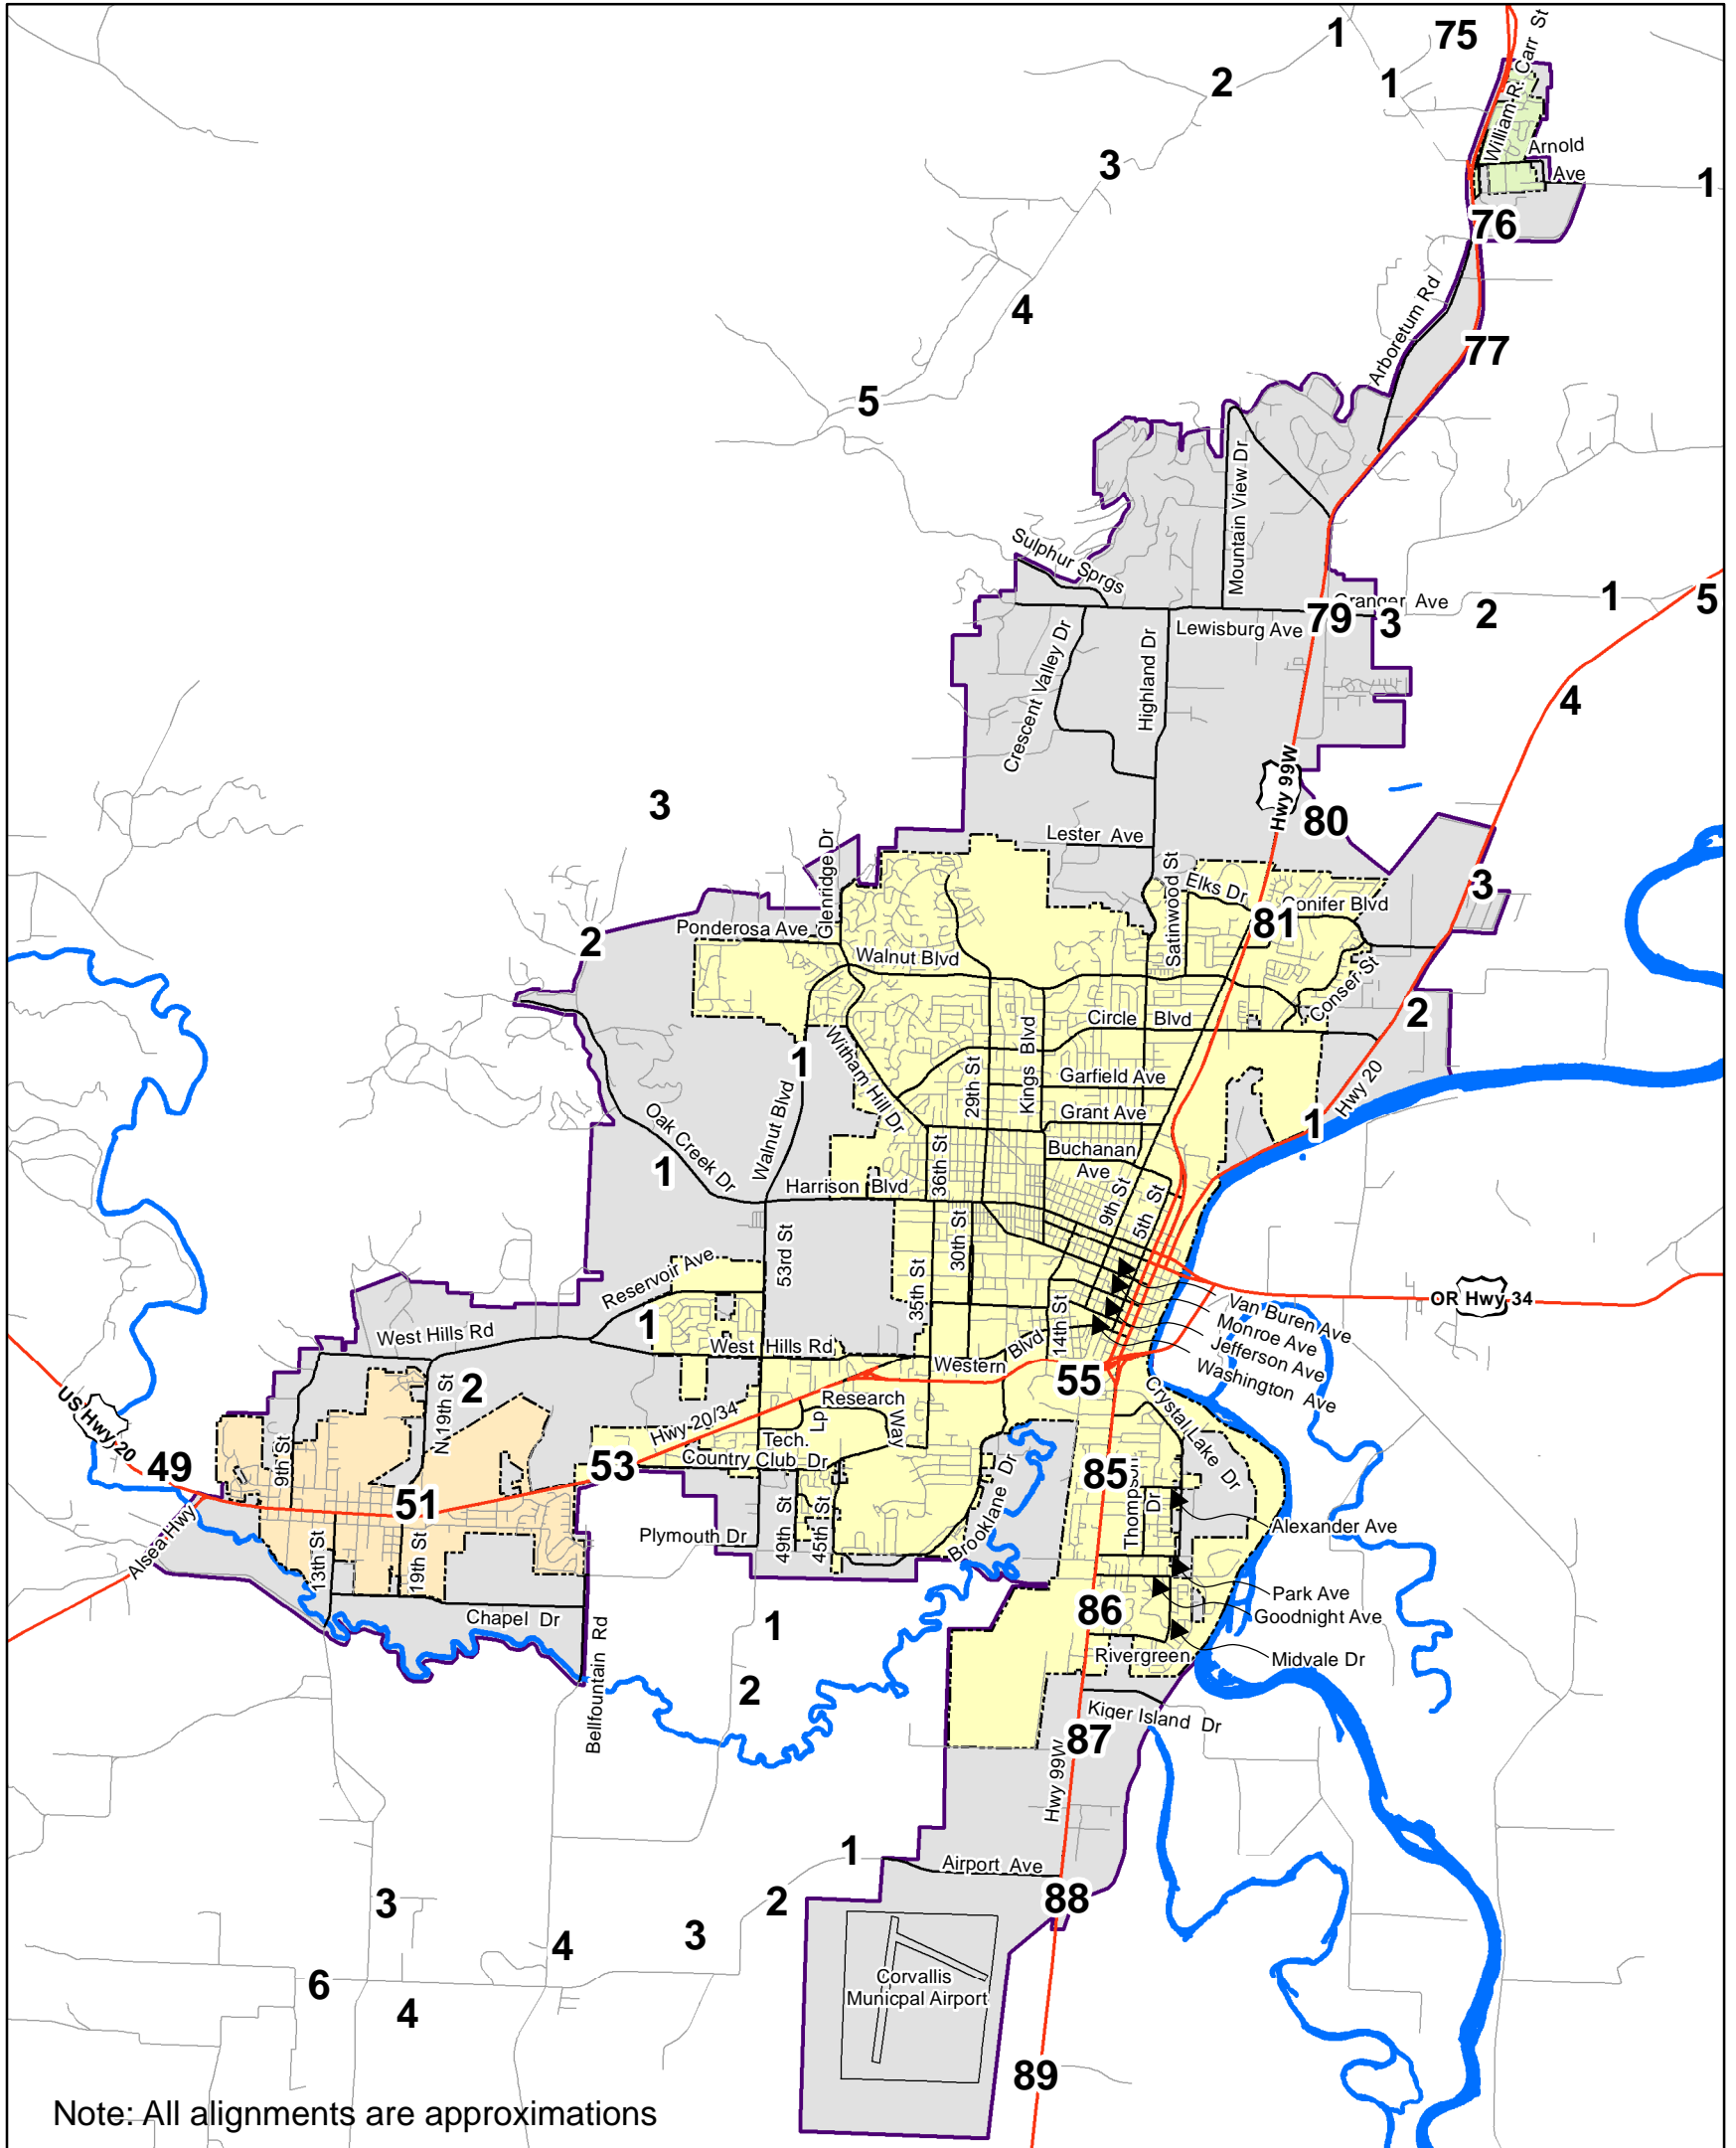 1
75
William R. Carr St
2
1
Arnold
Ave
3
1
76
4
Arboretum Rd
77
5
Mountain View Dr
Sulphur Sprgs
1
5
Granger Ave
2
79
3
Lewisburg Ave
Crescent Valley Dr
Highland Dr
4
Hwy 99W
3
80
Lester Ave
Glenridge Dr
Satinwood St
Elks Dr
3
Conifer Blvd
81
Ponderosa Ave
2
Walnut Blvd
Conser St
2
Circle Blvd
Kings Blvd
1
Witham Hill Dr
29th St
Garfield Ave
Hwy 20
Grant Ave
1
Oak Creek Dr
Walnut Blvd
Buchanan
Ave
36th St
1
Harrison Blvd
9th St
5th St
53rd St
30th St
Reservoir Ave
35th St
OR Hwy 34
14th St
Van Buren Ave
Monroe Ave
Jefferson Ave
Washington Ave
1
West Hills Rd
West Hills Rd
Western Blvd
55
2
US Hwy 20
N 19th St
Research
Way
Lp
Crystal Lake Dr
Hwy 20/34
Tech.
Country Club Dr
9th St
49
53
85
51
Brooklane Dr
Thompson
Dr
Alsea Hwy
49th St
45th St
Plymouth Dr
Alexander Ave
13th St
19th St
Park Ave
86
Goodnight Ave
Chapel Dr
1
Bellfountain Rd
Rivergreen
Midvale Dr
2
Kiger Island Dr
87
Hwy 99W
1
Airport Ave
3
2
88
3
4
6
4
Corvallis
Municpal Airport
89
Note: All alignments are approximations